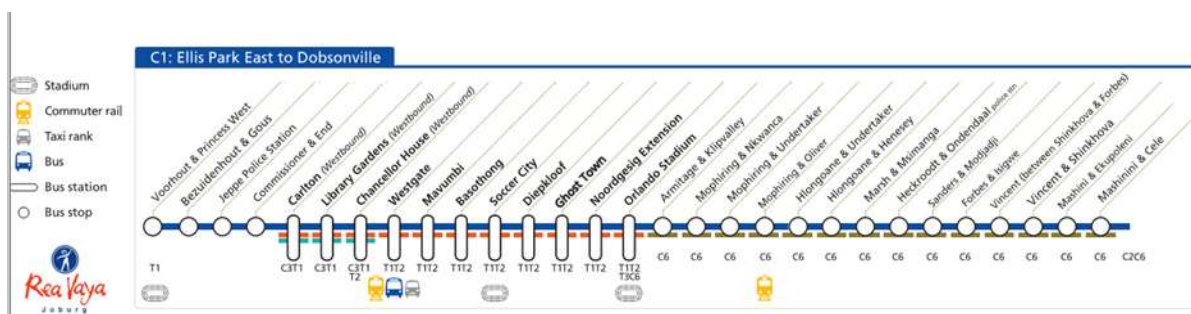 C1: Ellis Park East to Dobsonville
Stadium
Commuter rail
Taxi rank
Bus
Bus station
Bus stop
Rea Vaya
Joburg
Voorhout & Princess West
Bezuidenhout & Gous
Jeppe Police Station
Commissioner & End
Carlton (Westbound)
Library Gardens (Westbound)
Chancellor House (Westbound)
Westgate
Mavumbi
Basothong
Soccer City
Diepkloof
Ghost Town
Noordgesig Extension
Orlando Stadium
Armitage & Klipvalley
Mophiring & Nkwanca
Mophiring & Undertaker
Mophiring & Oliver
Hlongoane & Undertaker
Hlongoane & Henesey
Marsh & Msimanga
Heckroodt & Ondendaal police stn
Sanders & Modjadji
Forbes & Isigwe
Vincent (between Shinkhova & Forbes)
Vincent & Shinkhova
Mashini & Ekupoleni
Mashinini & Cele
T1
C3T1
C3T1
C3T1
T2
T1T2
T1T2
T1T2
T1T2
T1T2
T1T2
T1T2
T1T2
T3C6
C6
C6
C6
C6
C6
C6
C6
C6
C6
C6
C6
C6
C6
C6
C2C6